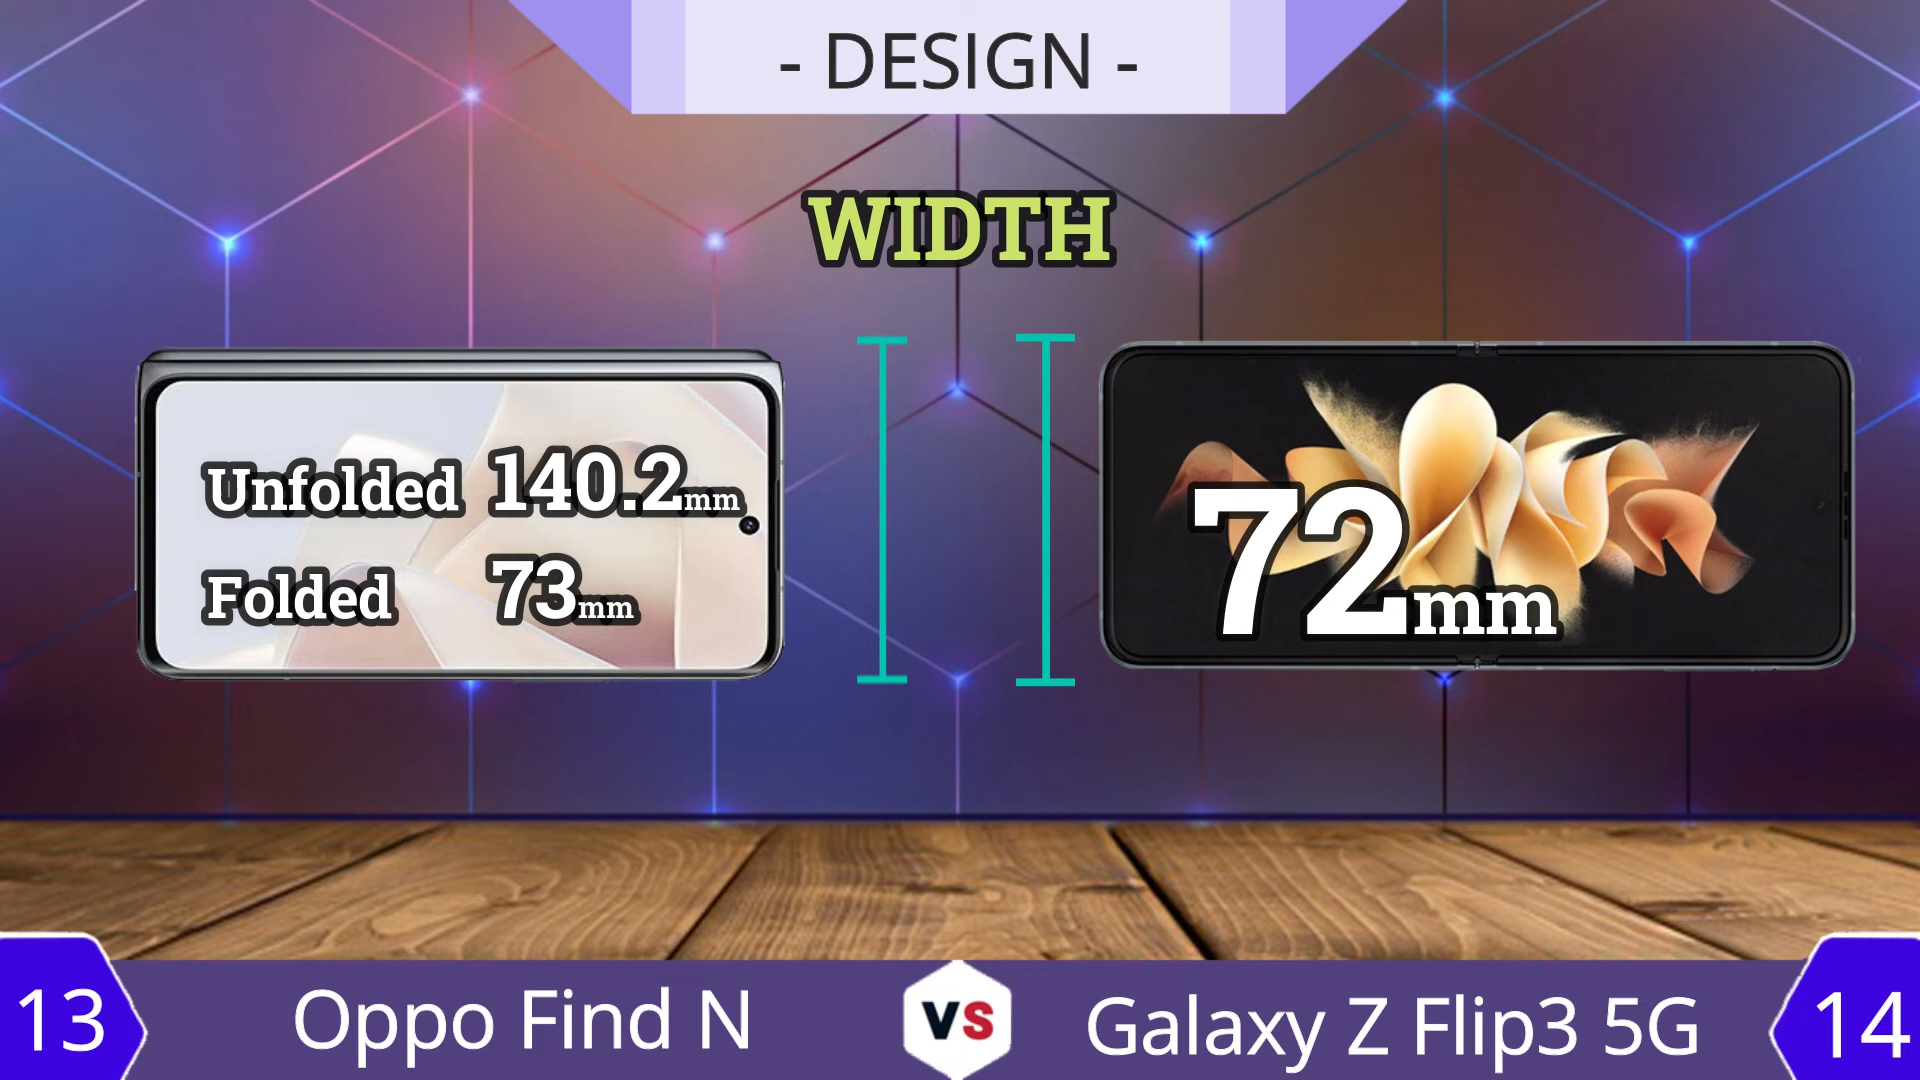 - DESIGN -
WIDTH
Unfolded 140.2mm
Folded 73mm
72mm
13
Oppo Find N
VS
Galaxy Z Flip3 5G
14